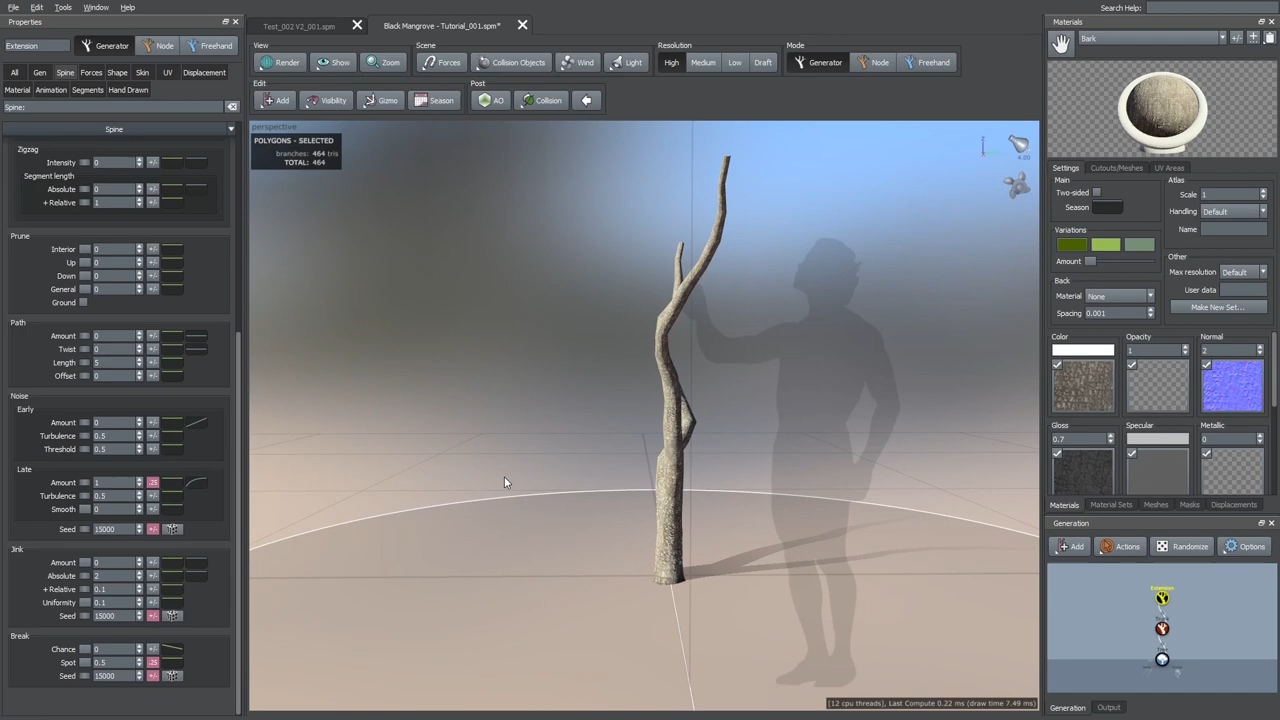 File Edit Tools Window Help
Search Help:
Properties
Extension Generator Node Freehand
All Gen Spine Forces Shape Skin UV Displacement
Material Animation Segments Hand Drawn
Spine:
Spine
Zigzag
Intensity 0 +/-
Segment length
Absolute 0 +/-
+ Relative 1 +/-
Prune
Interior 0 +/-
Up 0 +/-
Down 0 +/-
General 0 +/-
Ground
Path
Amount 0 +/-
Twist 0 +/-
Length 5 +/-
Offset 0 +/-
Noise
Early
Amount 0 +/-
Turbulence 0.5 +/-
Threshold 0.5 +/-
Late
Amount 1 .25
Turbulence 0.5 +/-
Smooth 0 +/-
Seed 15000 +/-
Jink
Amount 0 +/-
Absolute 2 +/-
+ Relative 0.1 +/-
Uniformity 0.1 +/-
Seed 15000 +/-
Break
Chance 0 +/-
Spot 0.5 .25
Seed 15000 +/-
Test_002 V2_001.spm
Black Mangrove - Tutorial_001.spm*
View
Render Show Zoom
Scene
Forces Collision Objects Wind Light
Resolution
High Medium Low Draft
Mode
Generator Node Freehand
Edit
Add Visibility Gizmo Season
Post
AO Collision
perspective
POLYGONS - SELECTED
branches: 464 tris
TOTAL: 464
4.00
[12 cpu threads], Last Compute 0.22 ms (draw time 7.49 ms)
Materials
Bark +/-
Settings Cutouts/Meshes UV Areas
Main
Two-sided
Season
Variations
Amount
Back
Material None
Spacing 0.001
Atlas
Scale 1
Handling Default
Name
Other
Max resolution Default
User data
Make New Set...
Color Opacity Normal
1 2
Gloss Specular Metallic
0.7 0
Materials Material Sets Meshes Masks Displacements
Generation
Add Actions Randomize Options
Extension
Trunk
Tree
Generation Output